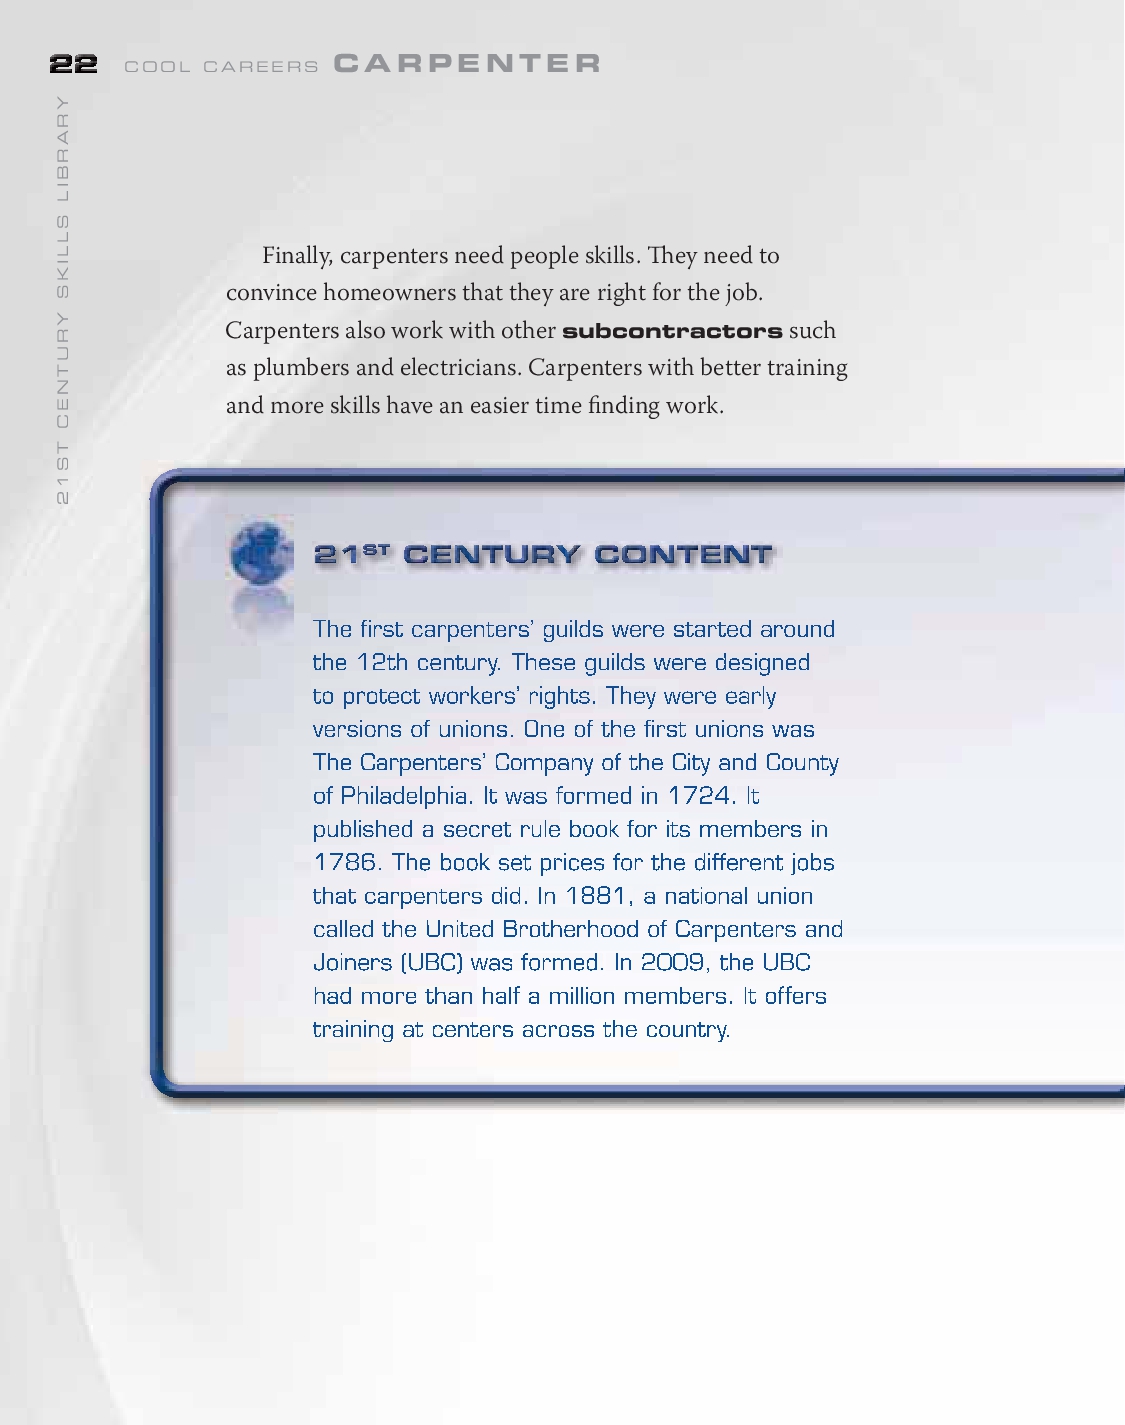 22 COOL CAREERS CARPENTER
21ST CENTURY SKILLS LIBRARY
Finally, carpenters need people skills. They need to
convince homeowners that they are right for the job.
Carpenters also work with other subcontractors such
as plumbers and electricians. Carpenters with better training
and more skills have an easier time finding work.
21ST CENTURY CONTENT
The first carpenters’ guilds were started around
the 12th century. These guilds were designed
to protect workers’ rights. They were early
versions of unions. One of the first unions was
The Carpenters’ Company of the City and County
of Philadelphia. It was formed in 1724. It
published a secret rule book for its members in
1786. The book set prices for the different jobs
that carpenters did. In 1881, a national union
called the United Brotherhood of Carpenters and
Joiners (UBC) was formed. In 2009, the UBC
had more than half a million members. It offers
training at centers across the country.